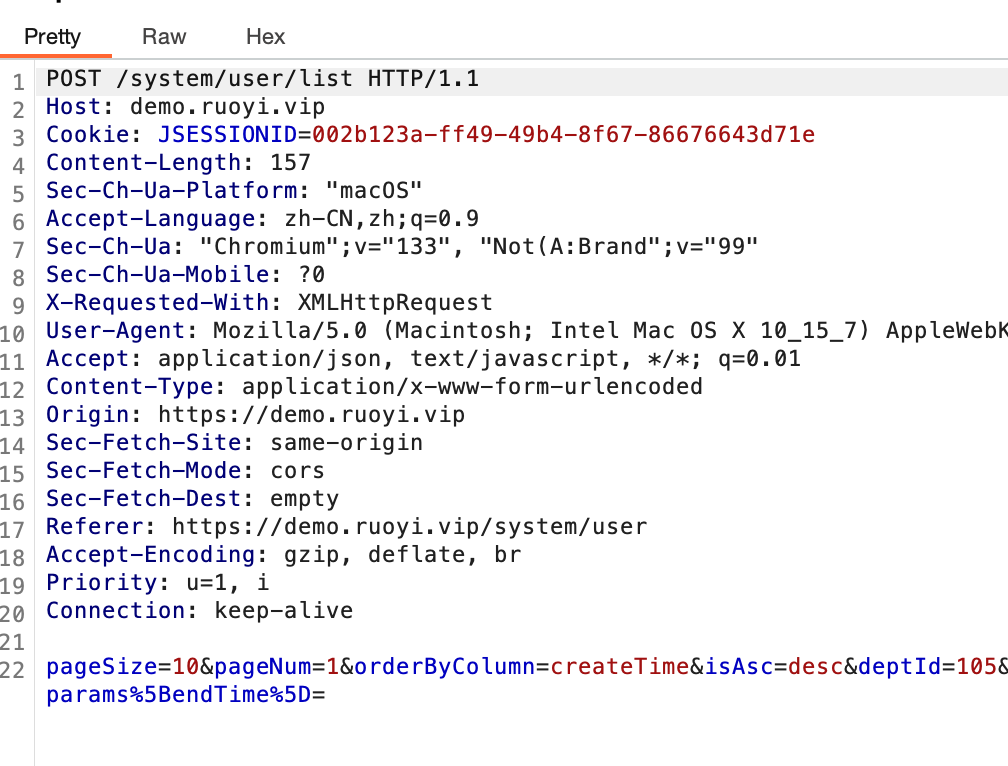 Pretty Raw Hex
1 POST /system/user/list HTTP/1.1
2 Host: demo.ruoyi.vip
3 Cookie: JSESSIONID=002b123a-ff49-49b4-8f67-86676643d71e
4 Content-Length: 157
5 Sec-Ch-Ua-Platform: "macOS"
6 Accept-Language: zh-CN,zh;q=0.9
7 Sec-Ch-Ua: "Chromium";v="133", "Not(A:Brand";v="99"
8 Sec-Ch-Ua-Mobile: ?0
9 X-Requested-With: XMLHttpRequest
10 User-Agent: Mozilla/5.0 (Macintosh; Intel Mac OS X 10_15_7) AppleWebK
11 Accept: application/json, text/javascript, */*; q=0.01
12 Content-Type: application/x-www-form-urlencoded
13 Origin: https://demo.ruoyi.vip
14 Sec-Fetch-Site: same-origin
15 Sec-Fetch-Mode: cors
16 Sec-Fetch-Dest: empty
17 Referer: https://demo.ruoyi.vip/system/user
18 Accept-Encoding: gzip, deflate, br
19 Priority: u=1, i
20 Connection: keep-alive
21
22 pageSize=10&pageNum=1&orderByColumn=createTime&isAsc=desc&deptId=105&
params%5BendTime%5D=